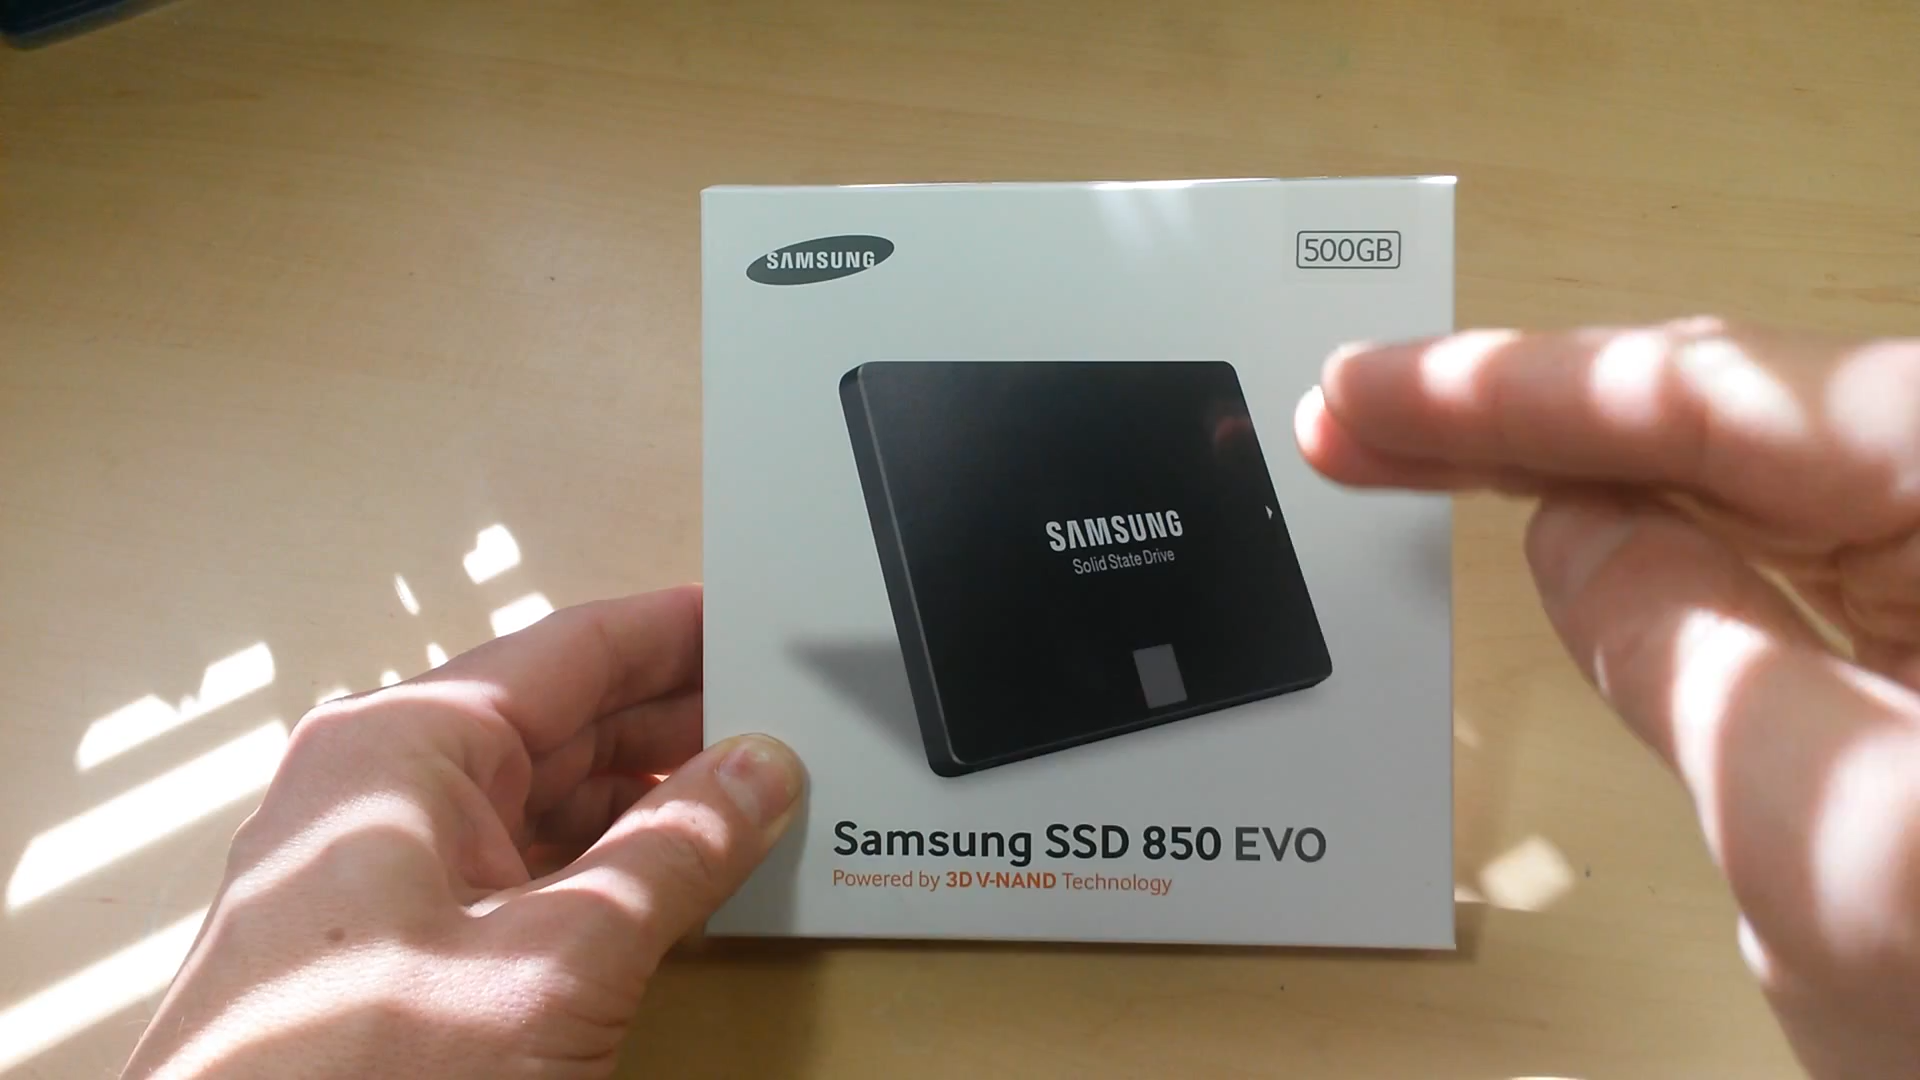 SAMSUNG
500GB
SAMSUNG
Solid State Drive
Samsung SSD 850 EVO
Powered by 3D V-NAND Technology